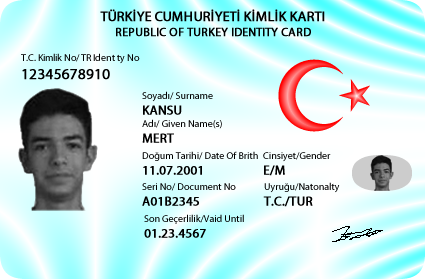 TÜRKİYE CUMHURİYETİ KİMLİK KARTI
REPUBLIC OF TURKEY IDENTITY CARD
T.C. Kimlik No/ TR Identity No
12345678910
Soyadı/ Surname
KANSU
Adı/ Given Name(s)
MERT
Doğum Tarihi/ Date Of Brith Cinsiyet/Gender
11.07.2001 E/M
Seri No/ Document No Uyruğu/Natonalty
A01B2345 T.C./TUR
Son Geçerlilik/Vaid Until
01.23.4567